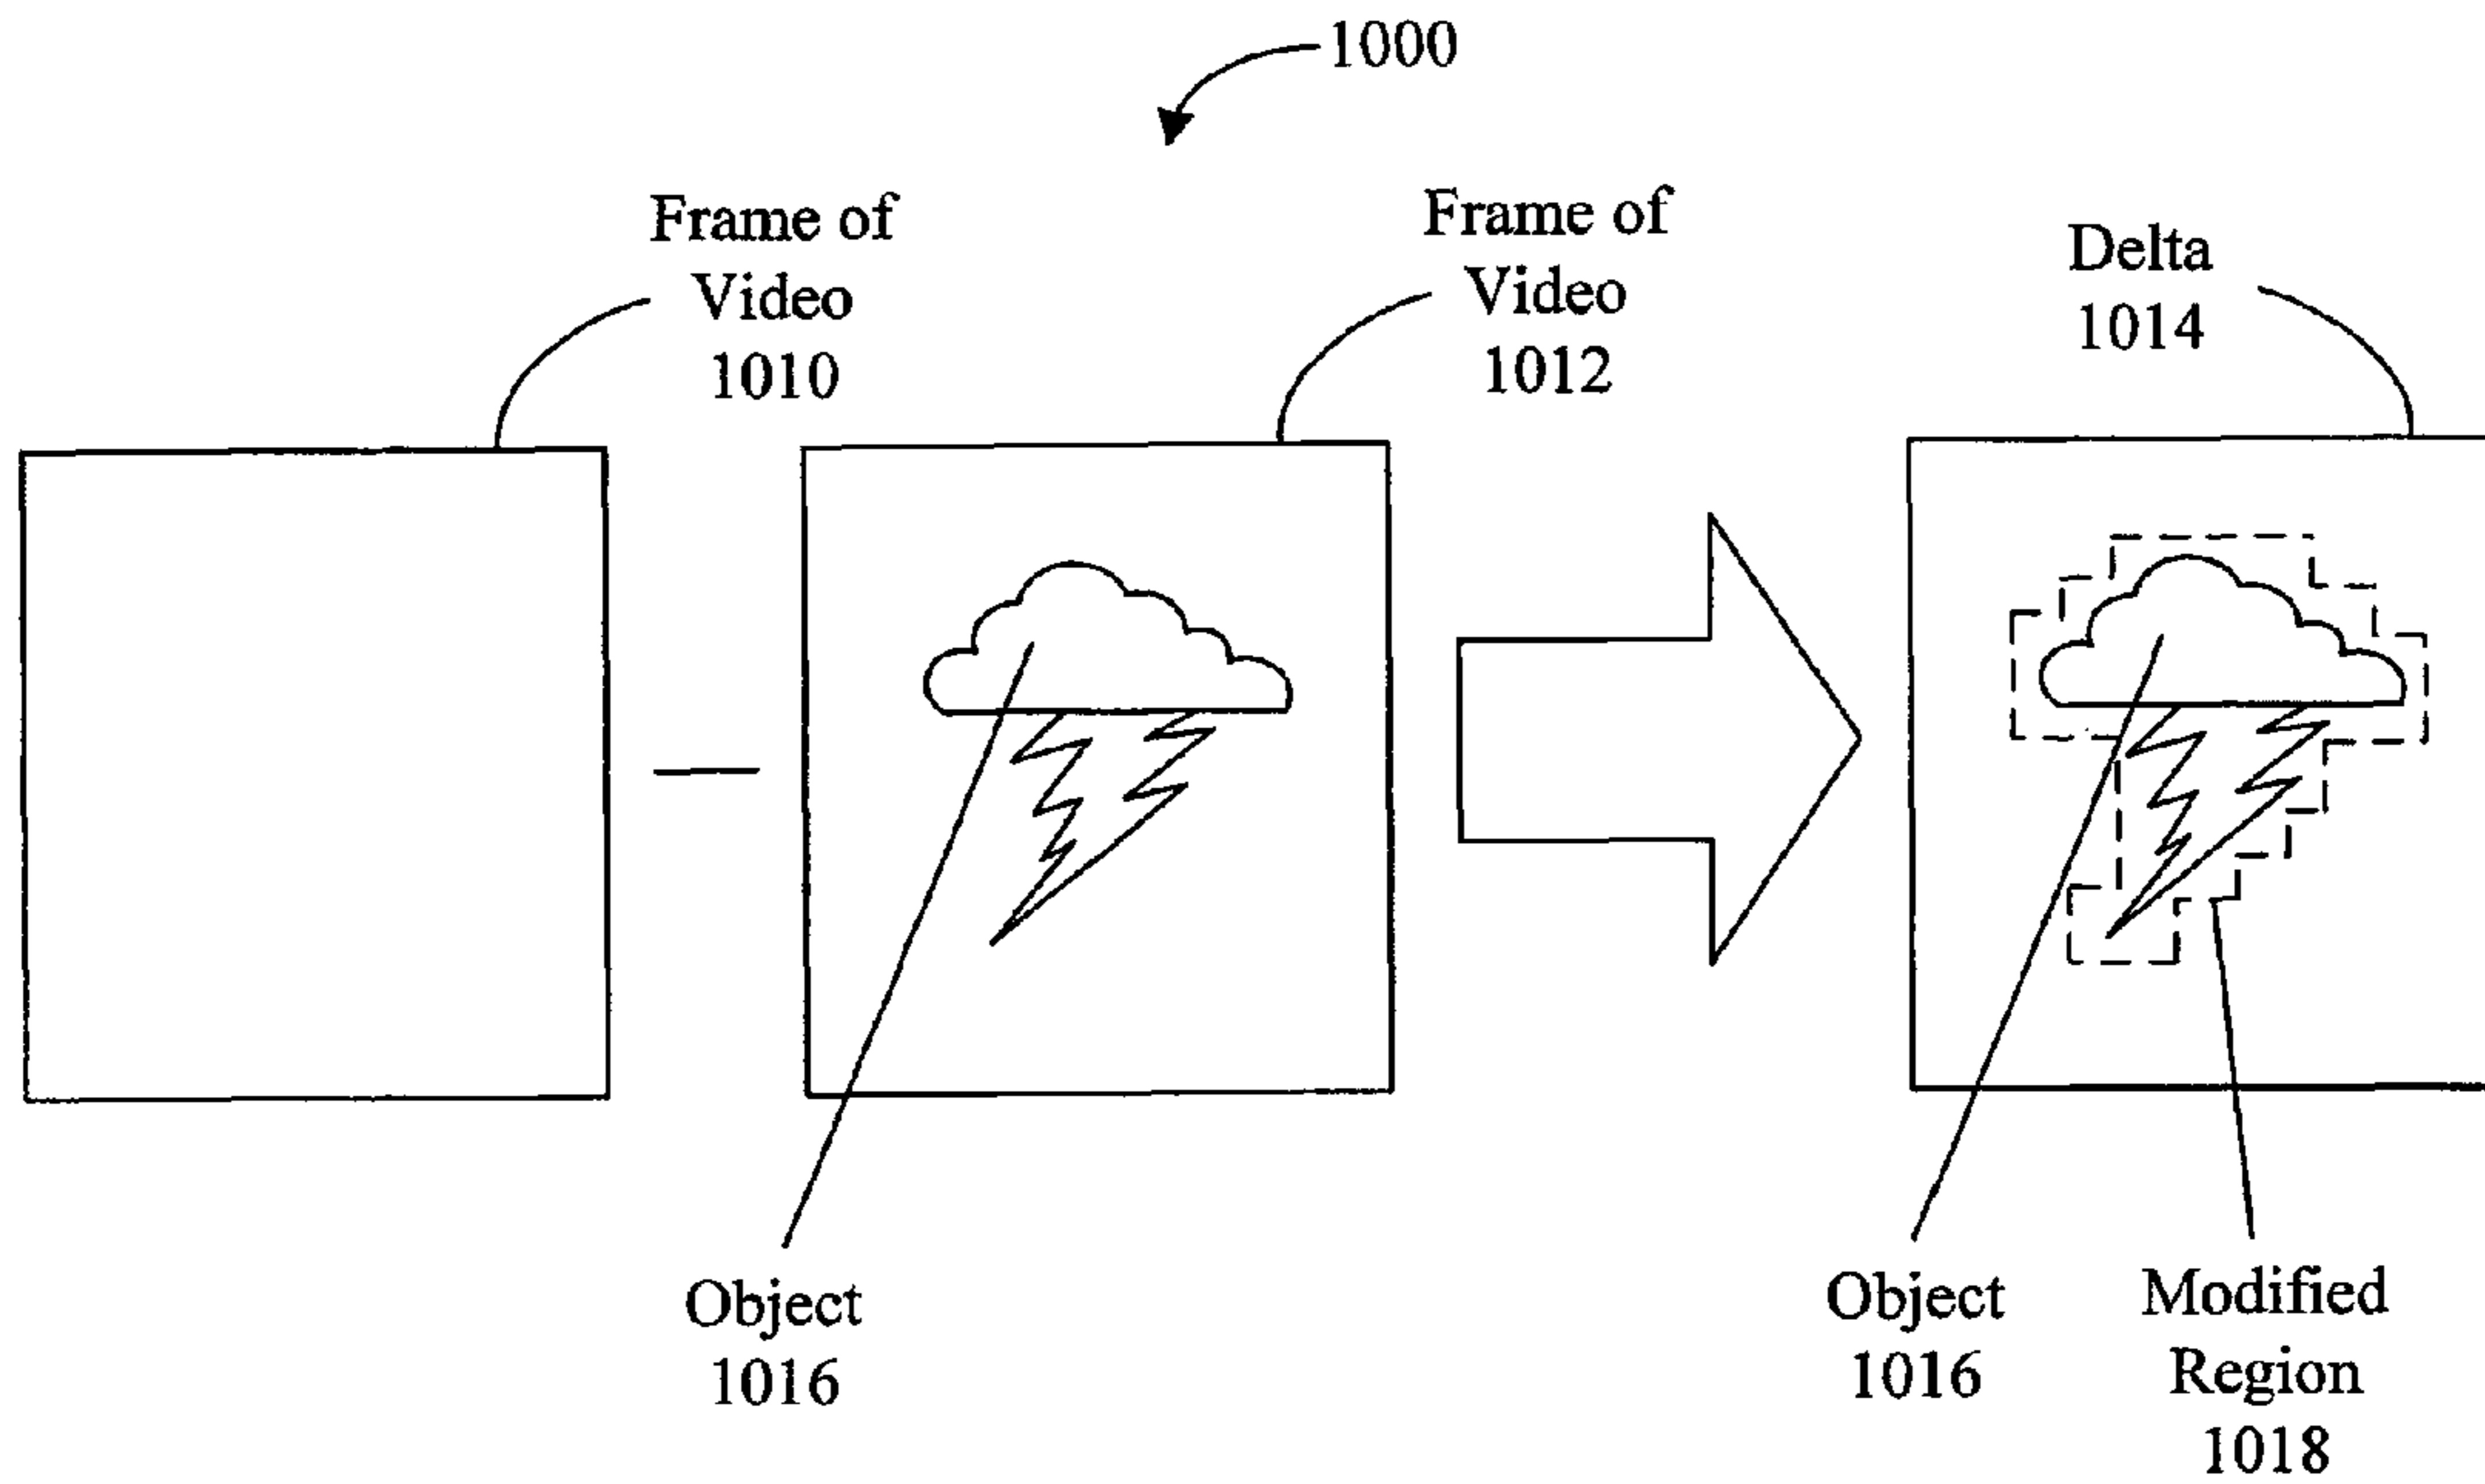 1000
Frame of
Video
1010
Frame of
Video
1012
Delta
1014
Object
1016
Object
1016
Modified
Region
1018